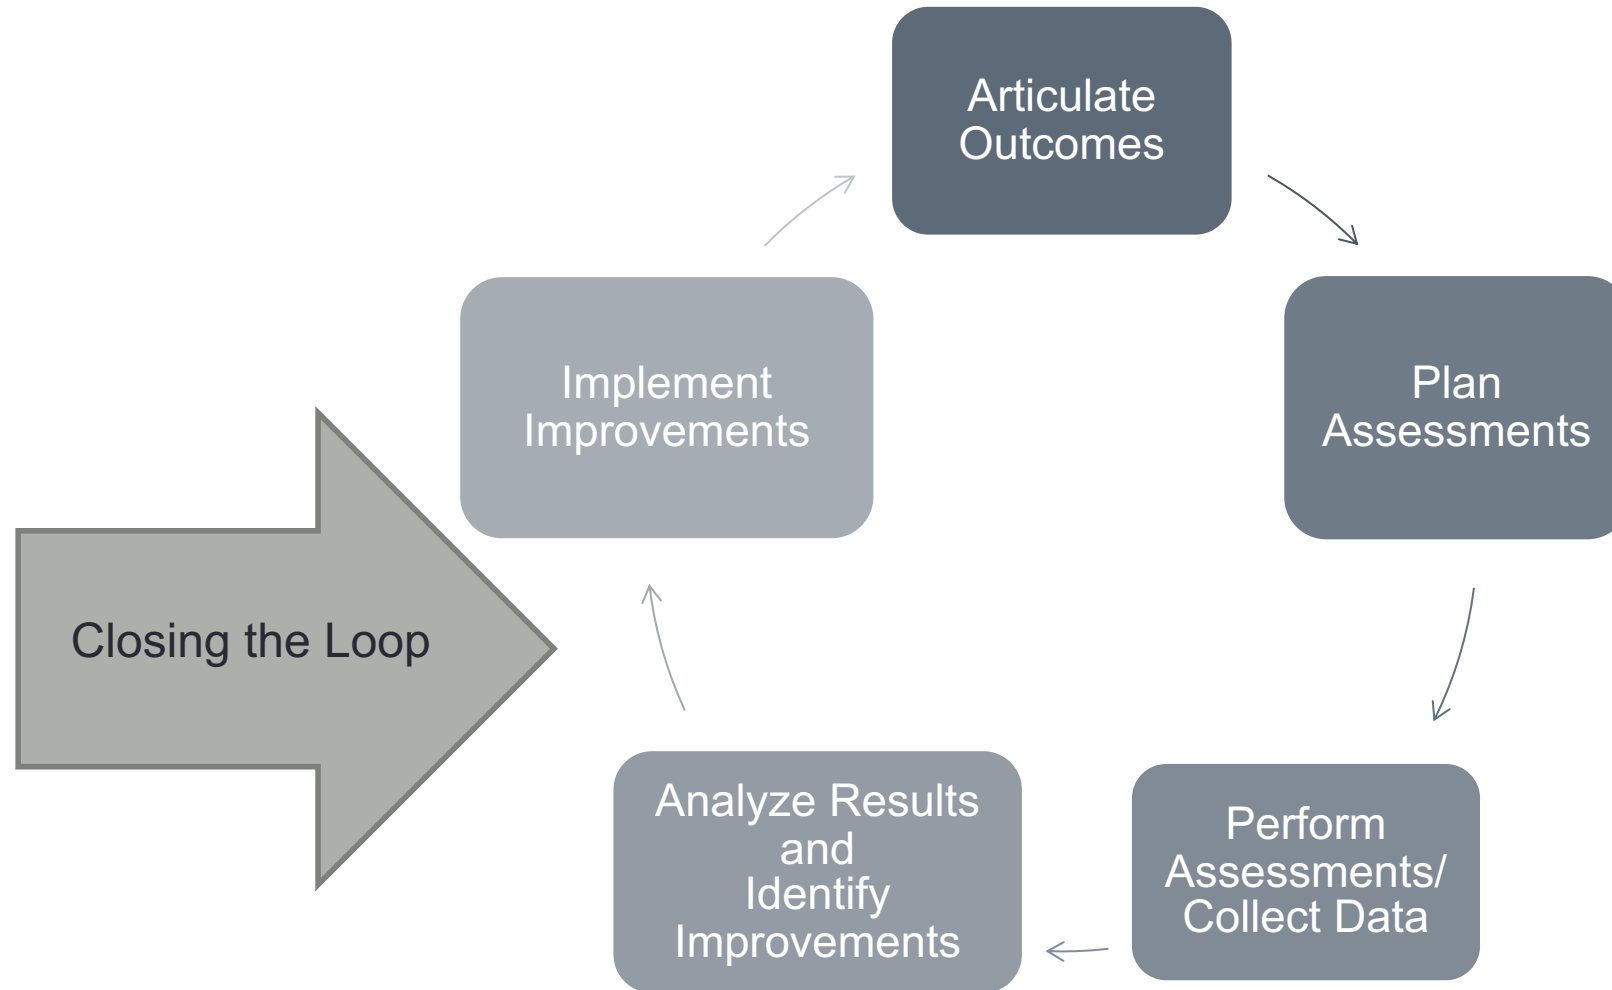 Articulate
Outcomes
Plan
Assessments
Perform
Assessments/
Collect Data
Analyze Results
and
Identify
Improvements
Implement
Improvements
Closing the Loop